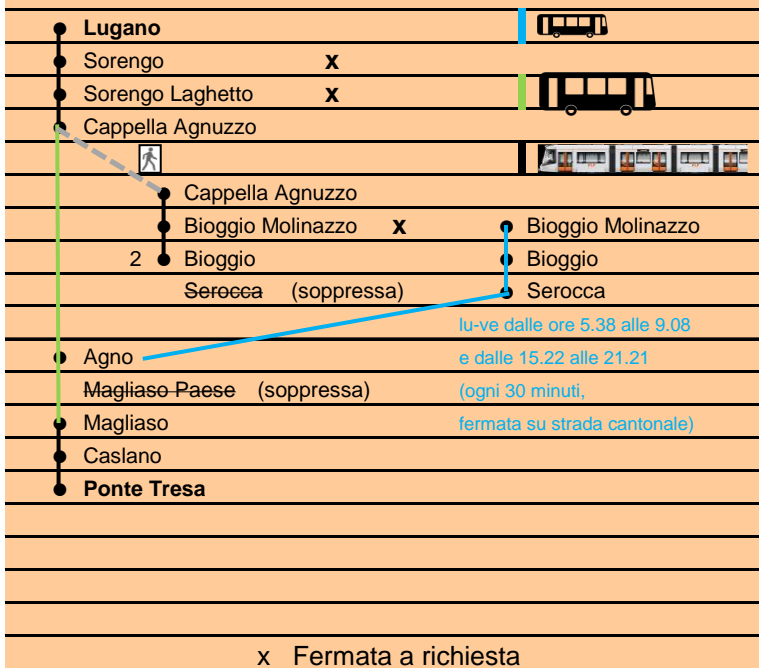 Lugano
Sorengo x
Sorengo Laghetto x
Cappella Agnuzzo
Cappella Agnuzzo
Bioggio Molinazzo x Bioggio Molinazzo
2 Bioggio Bioggio
Serocca (soppressa) Serocca
lu-ve dalle ore 5.38 alle 9.08
Agno e dalle 15.22 alle 21.21
Magliaso Paese (soppressa) (ogni 30 minuti,
Magliaso fermata su strada cantonale)
Caslano
Ponte Tresa
x Fermata a richiesta